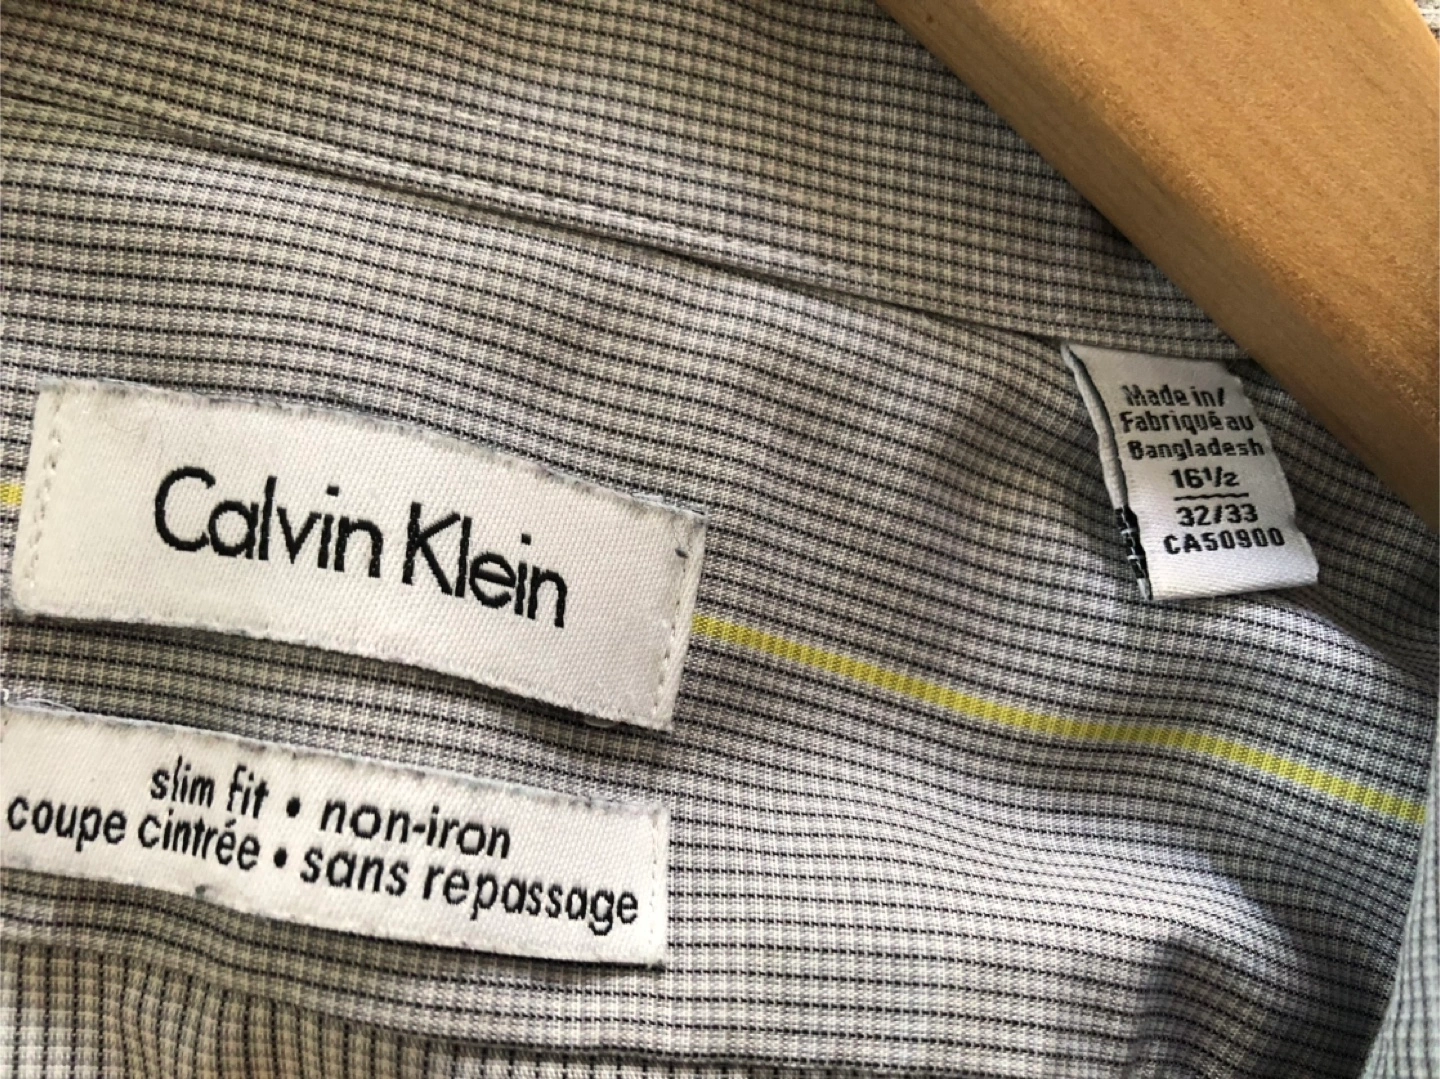 Calvin Klein
slim fit • non-iron
coupe cintrée • sans repassage
Made in/
Fabriqué au
Bangladesh
16½
32/33
CA50900